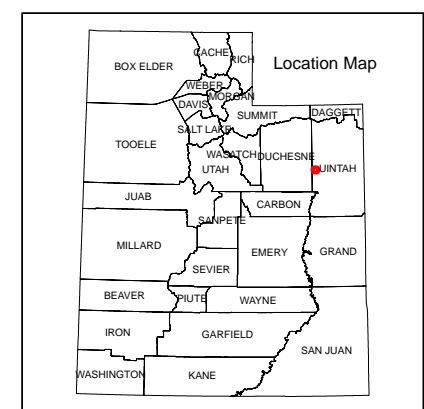 Location Map
CACHE
RICH
BOX ELDER
WEBER
MORGAN
DAVIS
SUMMIT
DAGGETT
SALT LAKE
TOOELE
WASATCH
DUCHESNE
UINTAH
UTAH
JUAB
CARBON
SANPETE
MILLARD
EMERY
GRAND
SEVIER
BEAVER
PIUTE
WAYNE
IRON
GARFIELD
SAN JUAN
WASHINGTON
KANE